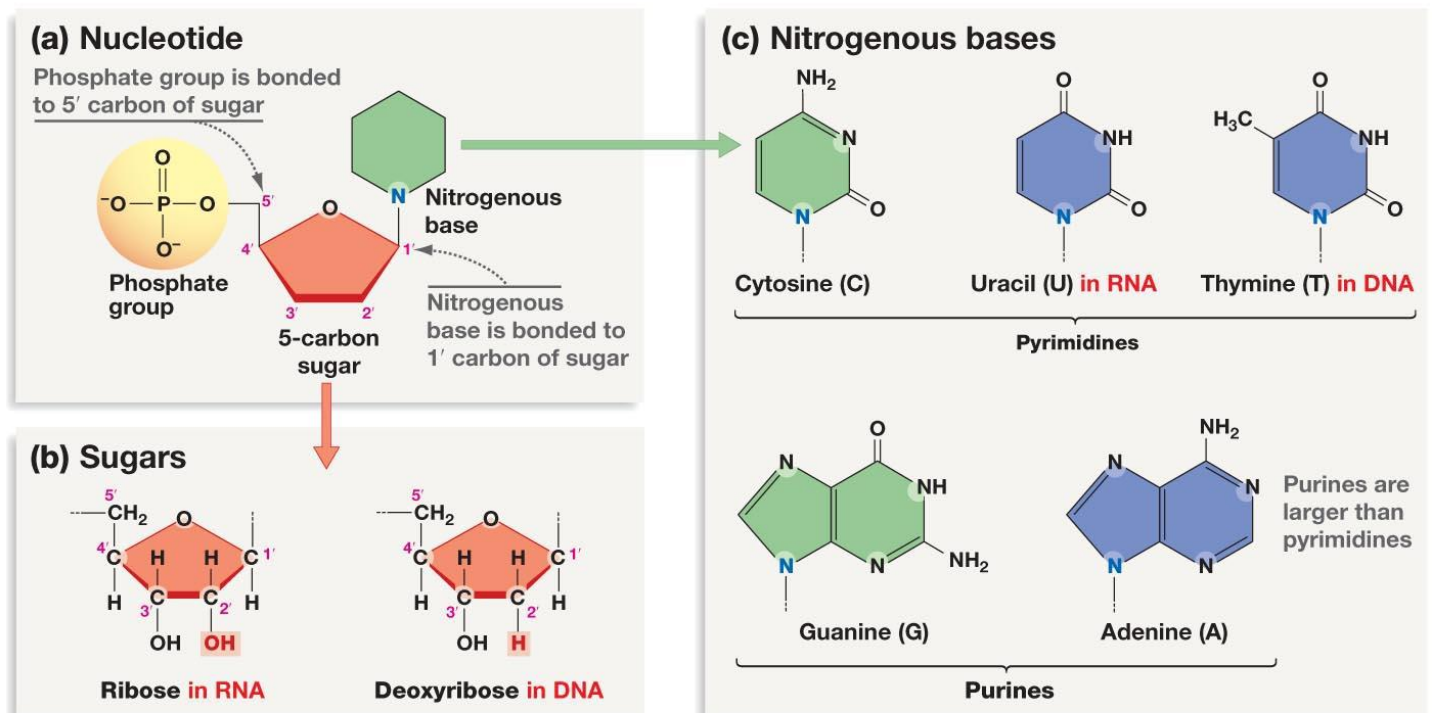 (a) Nucleotide
Phosphate group is bonded
to 5′ carbon of sugar
O
⁻O
P
O
O⁻
5′
4′
O
1′
3′
2′
N
Nitrogenous
base
Phosphate
group
Nitrogenous
base is bonded to
1′ carbon of sugar
5-carbon
sugar
(b) Sugars
5′
CH₂
O
4′
C
H
H
C
1′
H
C
C
H
3′
2′
OH
OH
Ribose in RNA
5′
CH₂
O
4′
C
H
H
C
1′
H
C
C
H
3′
2′
OH
H
Deoxyribose in DNA
(c) Nitrogenous bases
NH₂
N
O
N
Cytosine (C)
O
NH
O
N
Uracil (U) in RNA
O
H₃C
NH
O
N
Thymine (T) in DNA
Pyrimidines
O
N
NH
N
N
NH₂
Guanine (G)
NH₂
N
N
N
N
Adenine (A)
Purines are
larger than
pyrimidines
Purines